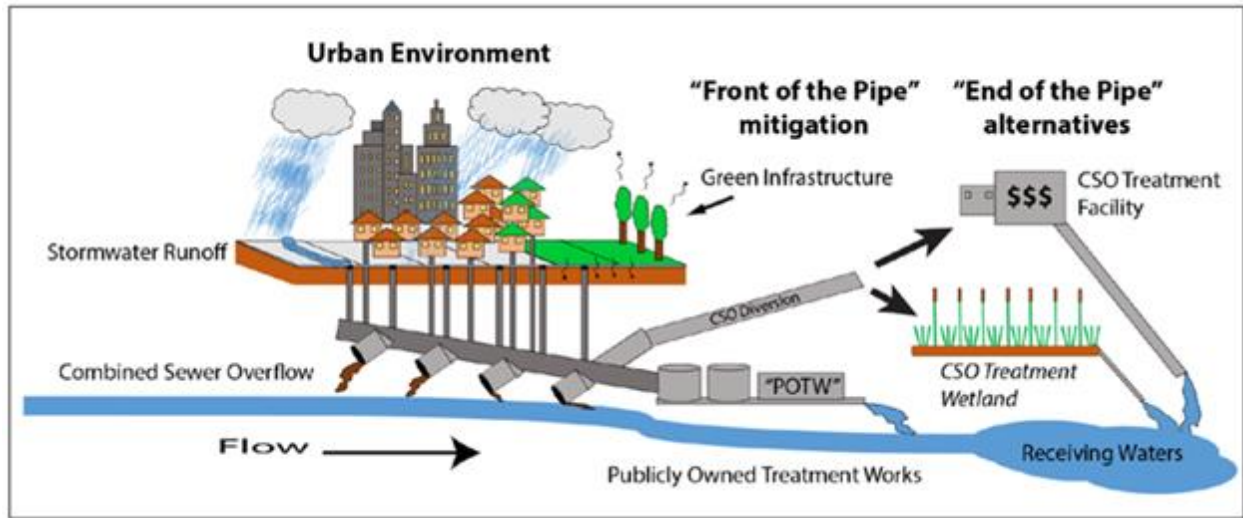 Urban Environment
"Front of the Pipe"
mitigation
"End of the Pipe"
alternatives
Green Infrastructure
$$$
CSO Treatment
Facility
Stormwater Runoff
CSO Diversion
Combined Sewer Overflow
"POTW"
CSO Treatment
Wetland
Flow
Publicly Owned Treatment Works
Receiving Waters